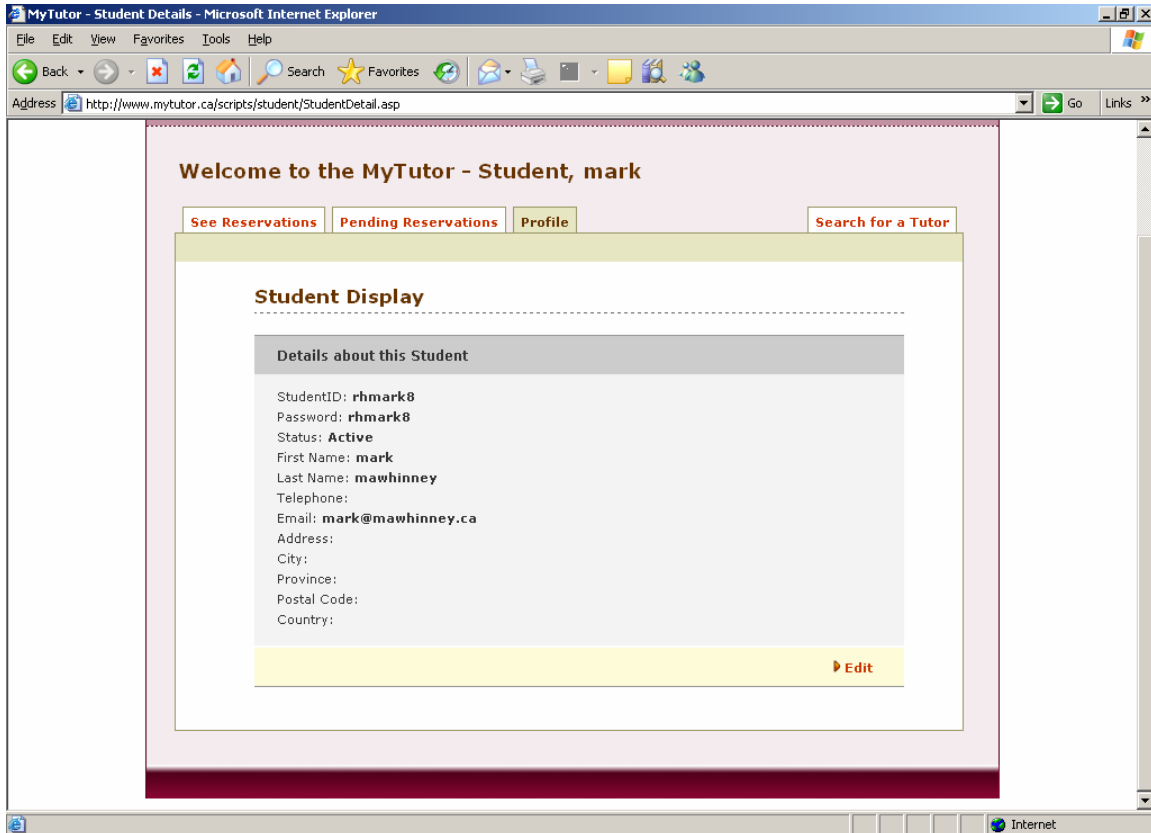 MyTutor - Student Details - Microsoft Internet Explorer
File Edit View Favorites Tools Help
Back Search Favorites
Address http://www.mytutor.ca/scripts/student/StudentDetail.asp Go Links »
Welcome to the MyTutor - Student, mark
See Reservations Pending Reservations Profile Search for a Tutor
Student Display
Details about this Student
StudentID: rhmark8
Password: rhmark8
Status: Active
First Name: mark
Last Name: mawhinney
Telephone:
Email: mark@mawhinney.ca
Address:
City:
Province:
Postal Code:
Country:
Edit
Internet